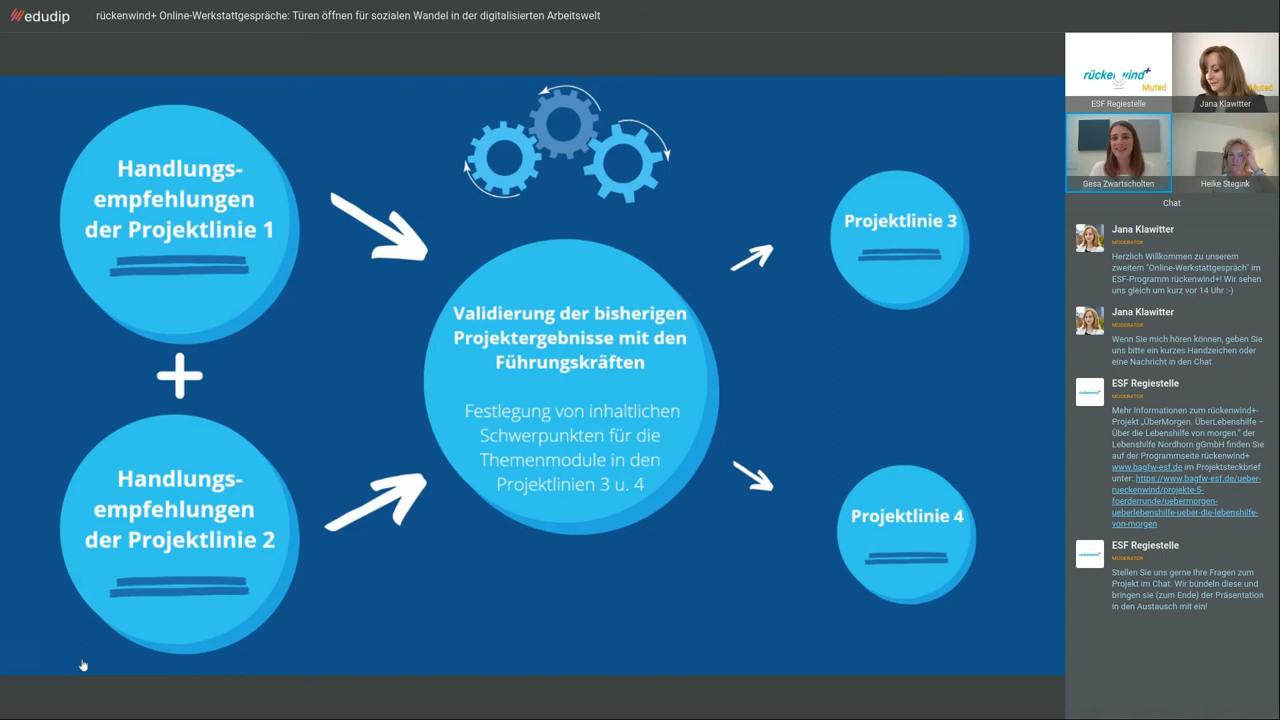 edudip
rückenwind+ Online-Werkstattgespräche: Türen öffnen für sozialen Wandel in der digitalisierten Arbeitswelt
Handlungs-
empfehlungen
der Projektlinie 1
Handlungs-
empfehlungen
der Projektlinie 2
Validierung der bisherigen
Projektergebnisse mit den
Führungskräften
Festlegung von inhaltlichen
Schwerpunkten für die
Themenmodule in den
Projektlinien 3 u. 4
Projektlinie 3
Projektlinie 4
Muted
ESF Regiestelle
Muted
Jana Klawitter
Gesa Zwartscholten
Heike Stegink
Chat
Jana Klawitter
MODERATOR
Herzlich Willkommen zu unserem
zweitem "Online-Werkstattgespräch" im
ESF-Programm rückenwind+! Wir sehen
uns gleich um kurz vor 14 Uhr :-)
Jana Klawitter
MODERATOR
Wenn Sie mich hören können, geben Sie
uns bitte ein kurzes Handzeichen oder
eine Nachricht in den Chat
ESF Regiestelle
MODERATOR
Mehr Informationen zum rückenwind+-
Projekt „ÜberMorgen. ÜberLebenshilfe –
Über die Lebenshilfe von morgen.“ der
Lebenshilfe Nordhorn gGmbH finden Sie
auf der Programmseite rückenwind+
www.bagfw-esf.de im Projektsteckbrief
unter: https://www.bagfw-esf.de/ueber-
rueckenwind/projekte-5-
foerderrunde/uebermorgen-
ueberlebenshilfe-ueber-die-lebenshilfe-
von-morgen
ESF Regiestelle
MODERATOR
Stellen Sie uns gerne Ihre Fragen zum
Projekt im Chat. Wir bündeln diese und
bringen sie (zum Ende) der Präsentation
in den Austausch mit ein!